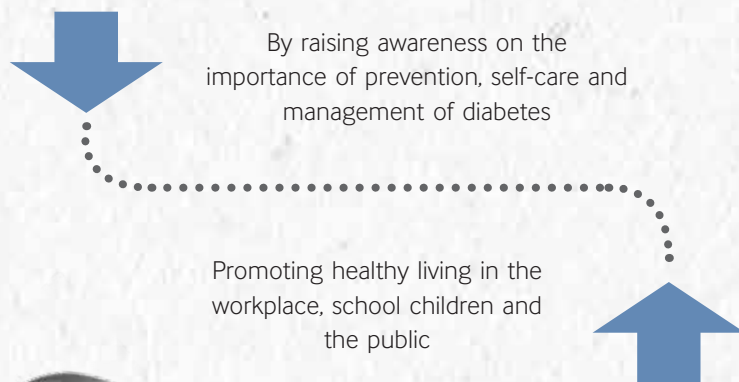 By raising awareness on the
importance of prevention, self-care and
management of diabetes
Promoting healthy living in the
workplace, school children and
the public